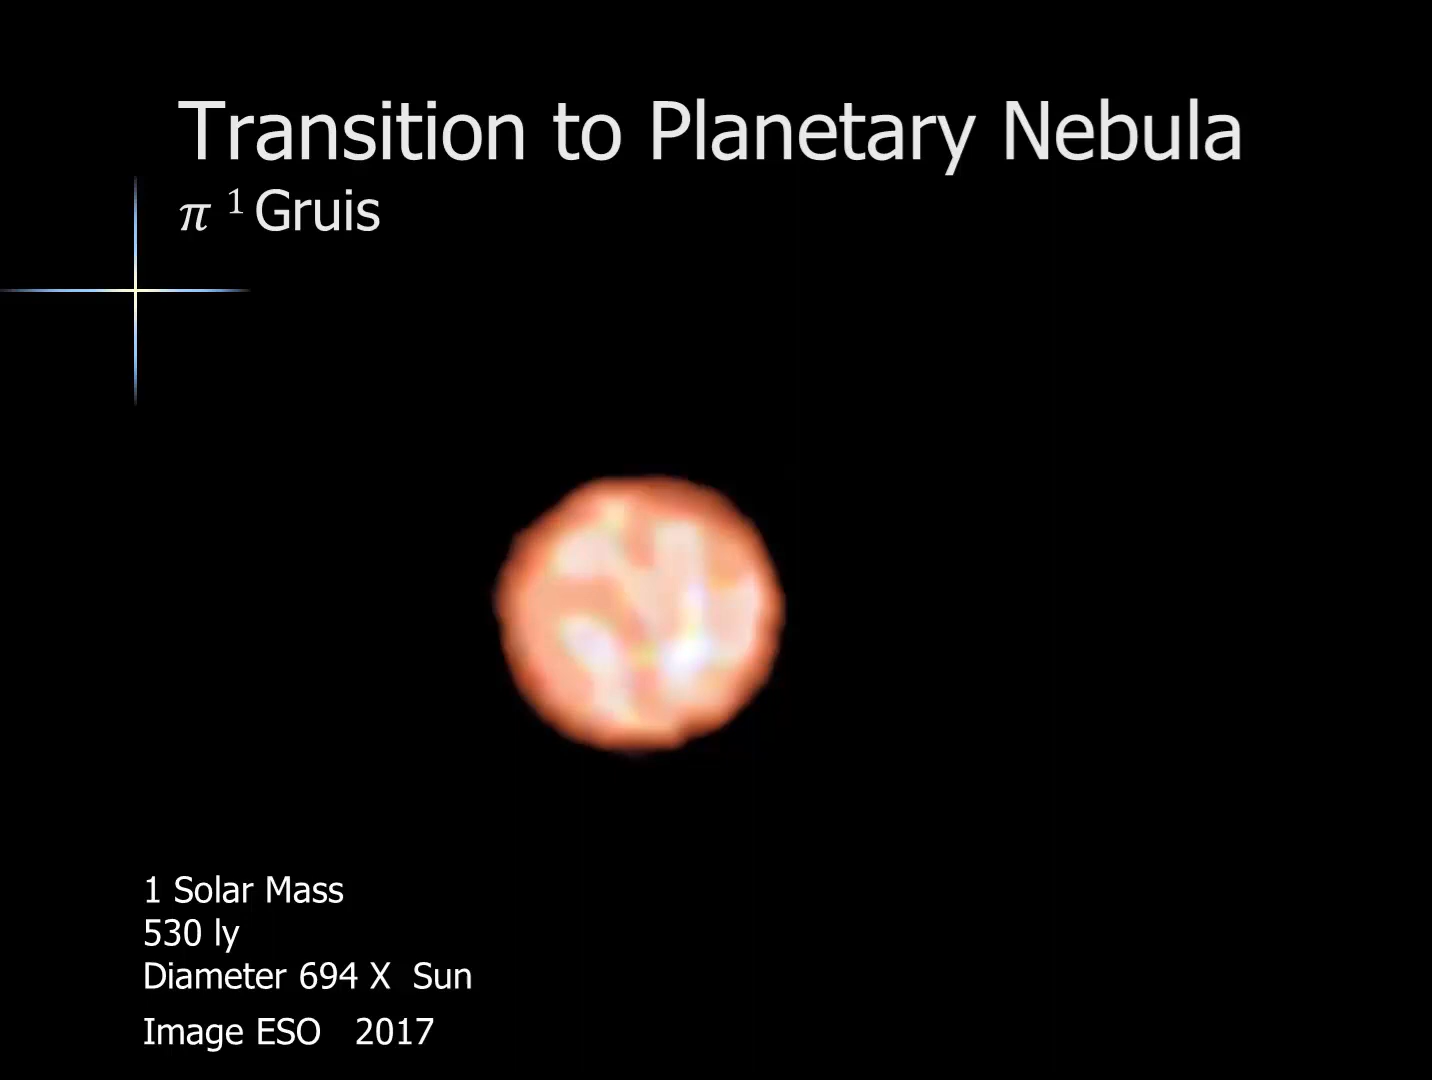 Transition to Planetary Nebula
π ¹ Gruis
1 Solar Mass
530 ly
Diameter 694 X Sun
Image ESO 2017